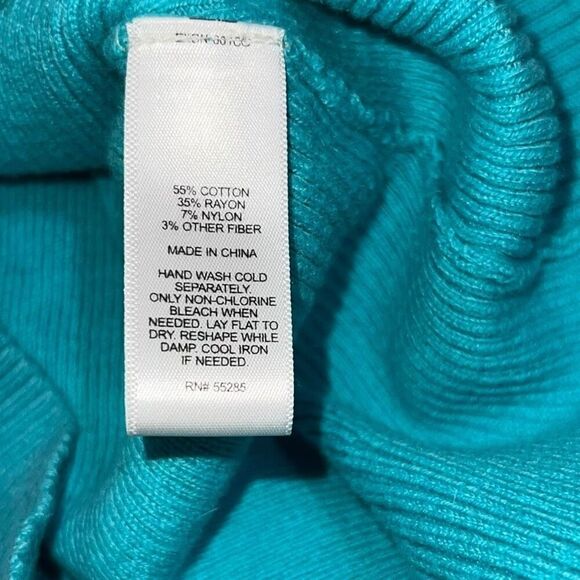 55% COTTON
35% RAYON
7% NYLON
3% OTHER FIBER
MADE IN CHINA
HAND WASH COLD
SEPARATELY.
ONLY NON-CHLORINE
BLEACH WHEN
NEEDED. LAY FLAT TO
DRY. RESHAPE WHILE
DAMP. COOL IRON
IF NEEDED.
RN# 55285